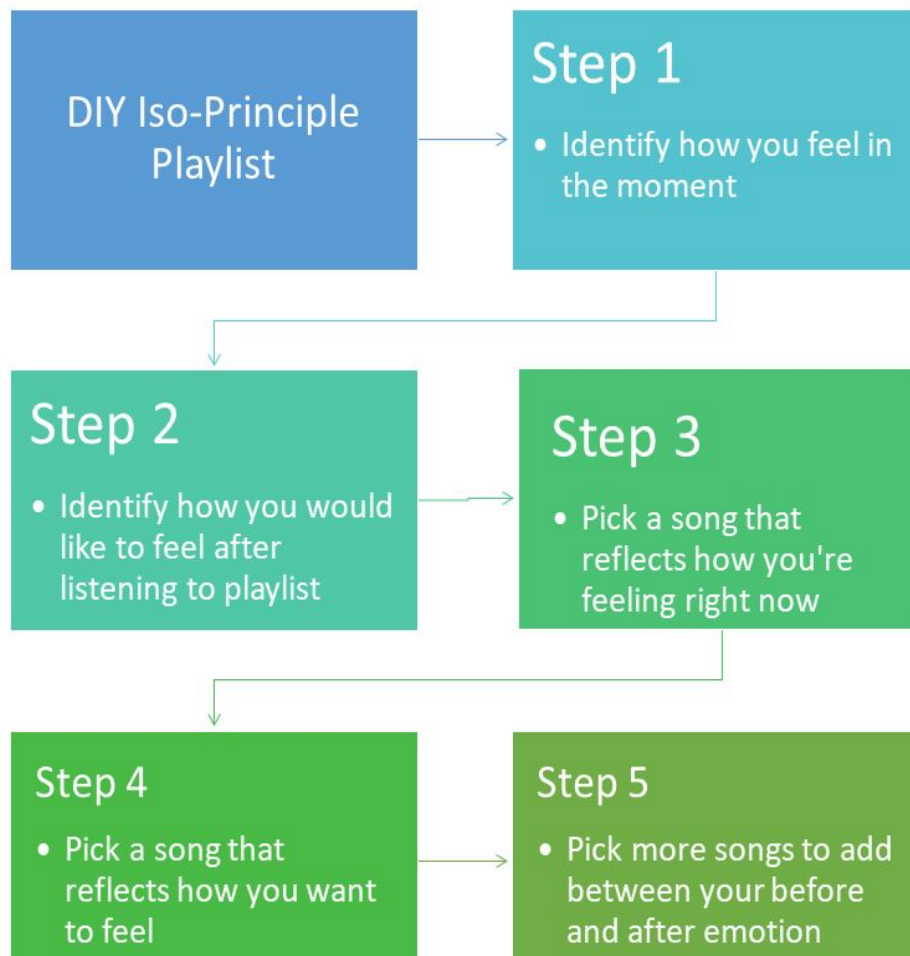 DIY Iso-Principle
Playlist
Step 1
• Identify how you feel in
the moment
Step 2
• Identify how you would
like to feel after
listening to playlist
Step 3
• Pick a song that
reflects how you're
feeling right now
Step 4
• Pick a song that
reflects how you want
to feel
Step 5
• Pick more songs to add
between your before
and after emotion